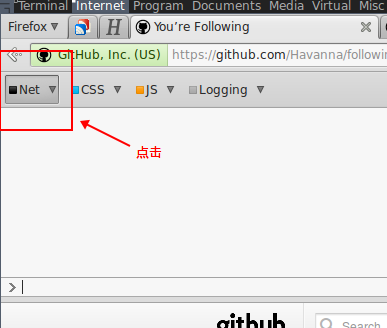 Terminal Internet Program Documents Media Virtual Misc
Firefox H You're Following
GitHub, Inc. (US) https://github.com/Havanna/followin
Net CSS JS Logging
点击
>
github Search